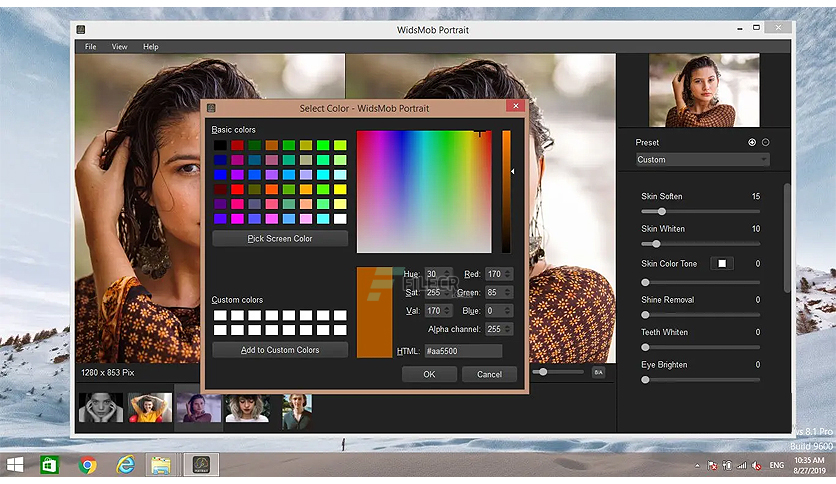 WidsMob Portrait
File View Help
Select Color - WidsMob Portrait
Basic colors
Pick Screen Color
Custom colors
Add to Custom Colors
Hue: 30 Red: 170
Sat: 255 Green: 85
Val: 170 Blue: 0
Alpha channel: 255
HTML: #aa5500
OK Cancel
FILECR
Preset
Custom
Skin Soften 15
Skin Whiten 10
Skin Color Tone 0
Shine Removal 0
Teeth Whiten 0
Eye Brighten 0
1280 x 853 Pix
B/A
ws 8.1 Pro
Build 9600
ENG
10:35 AM
8/27/2019